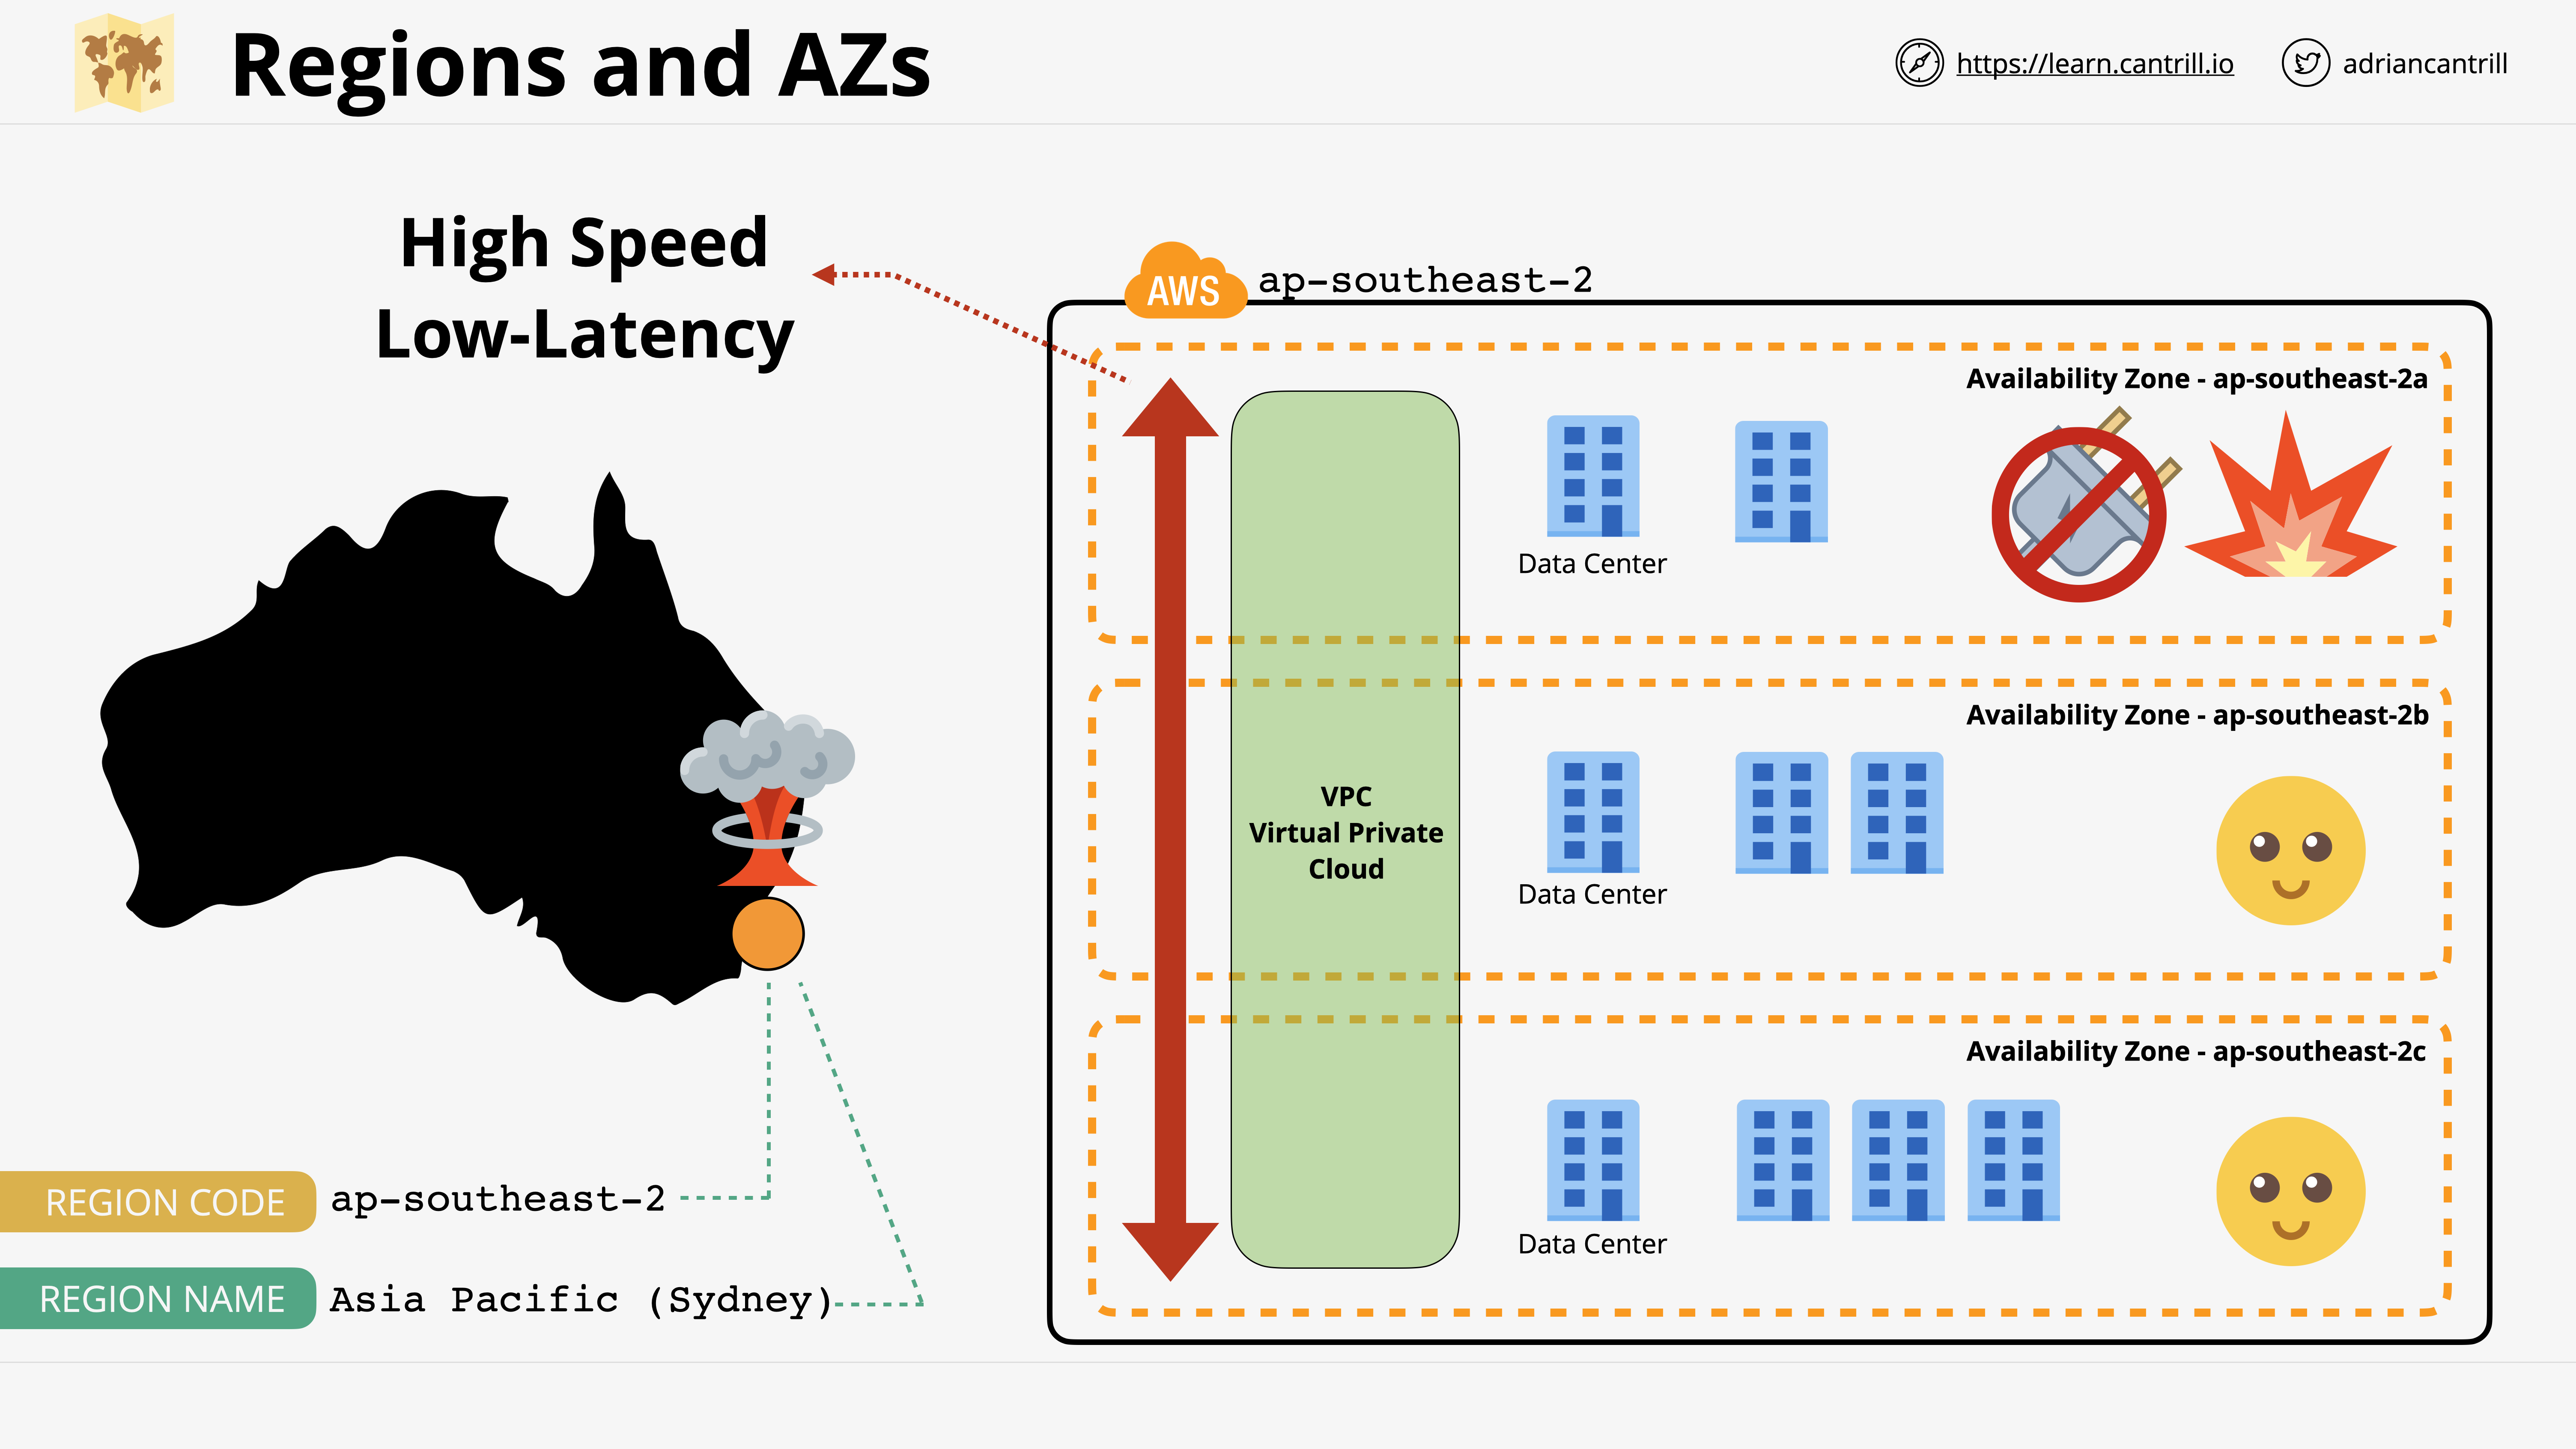 Regions and AZs
https://learn.cantrill.io
adriancantrill
High Speed
Low-Latency
AWS
ap-southeast-2
Availability Zone - ap-southeast-2a
Data Center
Availability Zone - ap-southeast-2b
VPC
Virtual Private
Cloud
Data Center
Availability Zone - ap-southeast-2c
Data Center
REGION CODE
ap-southeast-2
REGION NAME
Asia Pacific (Sydney)